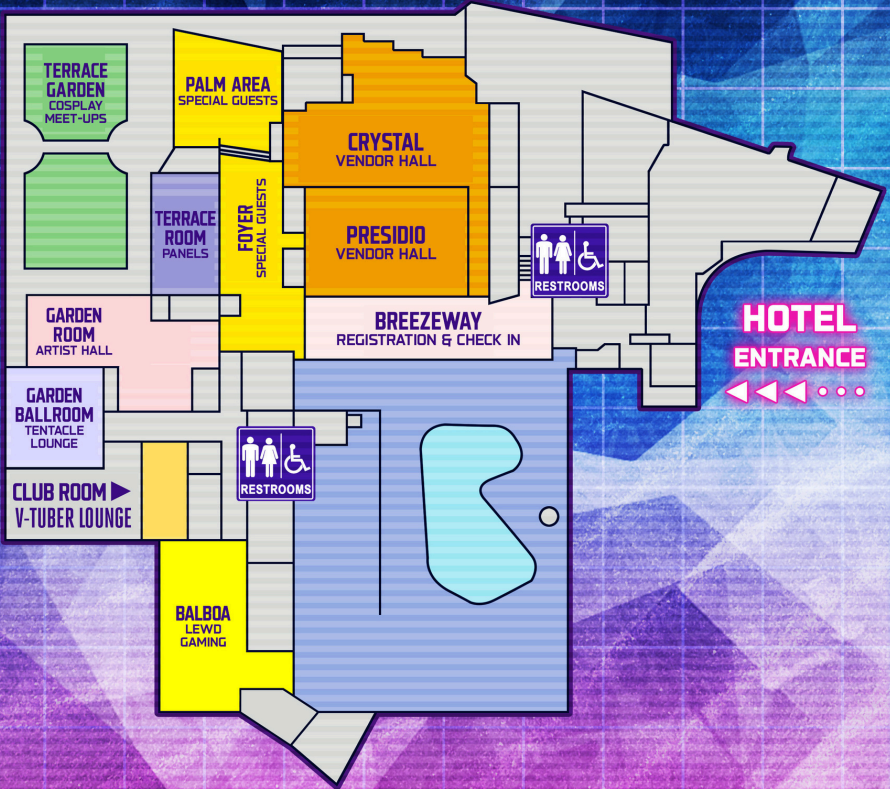 TERRACE
GARDEN
COSPLAY
MEET-UPS
PALM AREA
SPECIAL GUESTS
CRYSTAL
VENDOR HALL
TERRACE
ROOM
PANELS
FOYER
SPECIAL GUESTS
PRESIDIO
VENDOR HALL
RESTROOMS
GARDEN
ROOM
ARTIST HALL
BREEZEWAY
REGISTRATION & CHECK IN
HOTEL
ENTRANCE
GARDEN
BALLROOM
TENTACLE
LOUNGE
RESTROOMS
CLUB ROOM ▶
V-TUBER LOUNGE
BALBOA
LEWD
GAMING